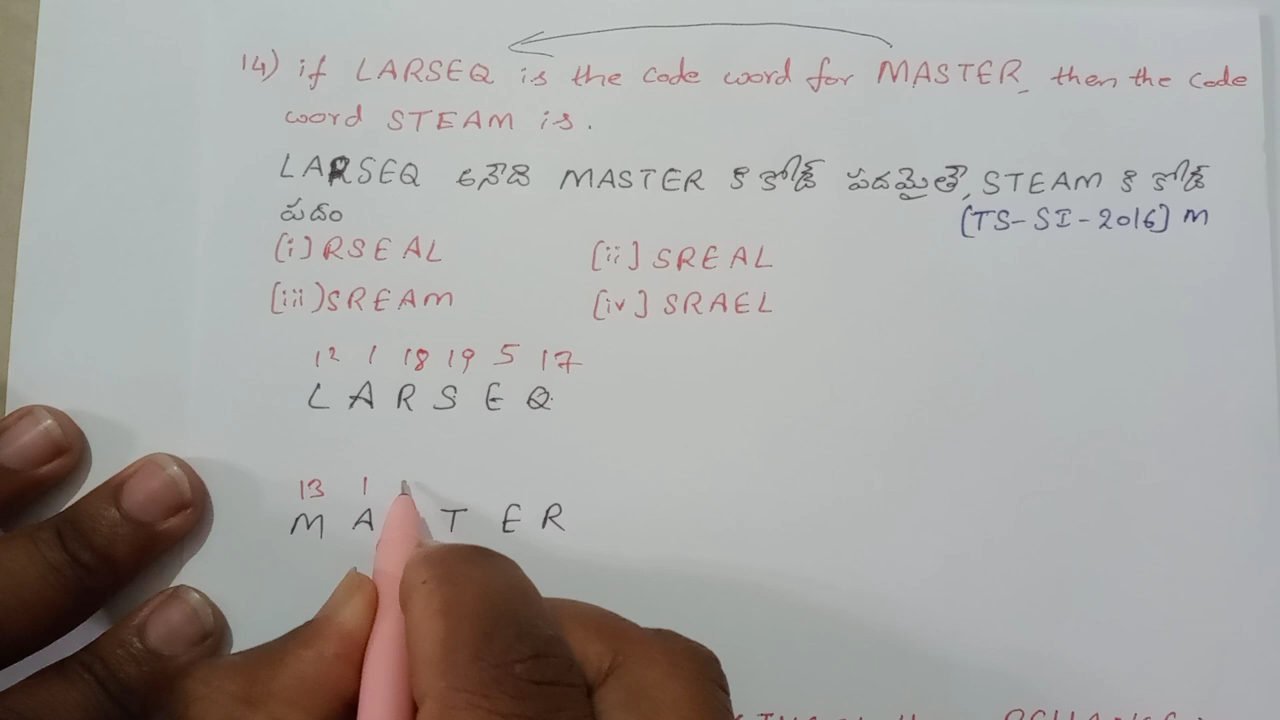 14) if LARSEQ is the code word for MASTER, then the code
word STEAM is.
LARSEQ అనేది MASTER కి కోడ్ పదమైతే, STEAM కి కోడ్
పదం
(TS-SI-2016) M
(i) RSEAL (ii] SREAL
(iii) SREAM (iv] SRAEL
12 1 18 19 5 17
L A R S E Q
13 1
M A T E R